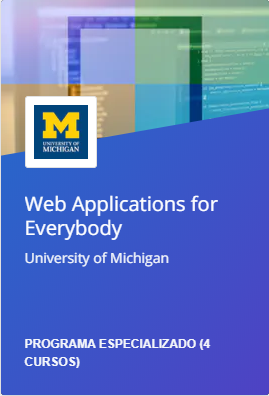 M
UNIVERSITY OF
MICHIGAN
Web Applications for
Everybody
University of Michigan
PROGRAMA ESPECIALIZADO (4
CURSOS)